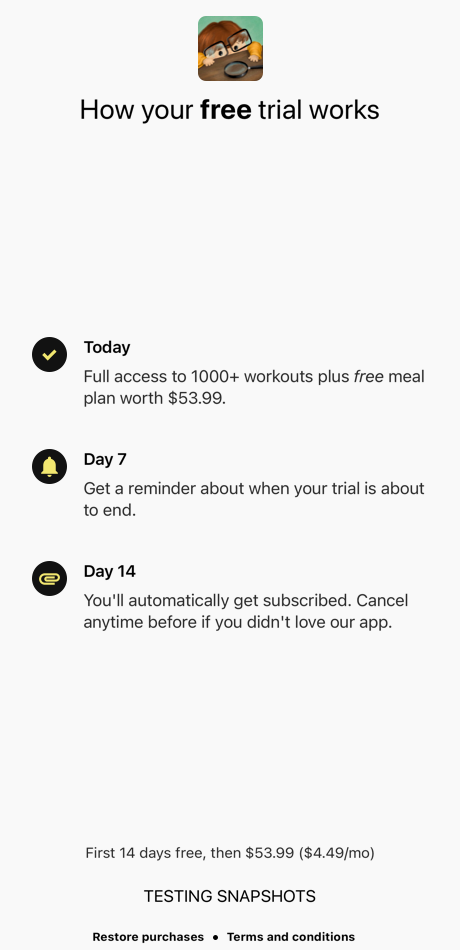 How your free trial works
Today
Full access to 1000+ workouts plus free meal
plan worth $53.99.
Day 7
Get a reminder about when your trial is about
to end.
Day 14
You'll automatically get subscribed. Cancel
anytime before if you didn't love our app.
First 14 days free, then $53.99 ($4.49/mo)
TESTING SNAPSHOTS
Restore purchases • Terms and conditions